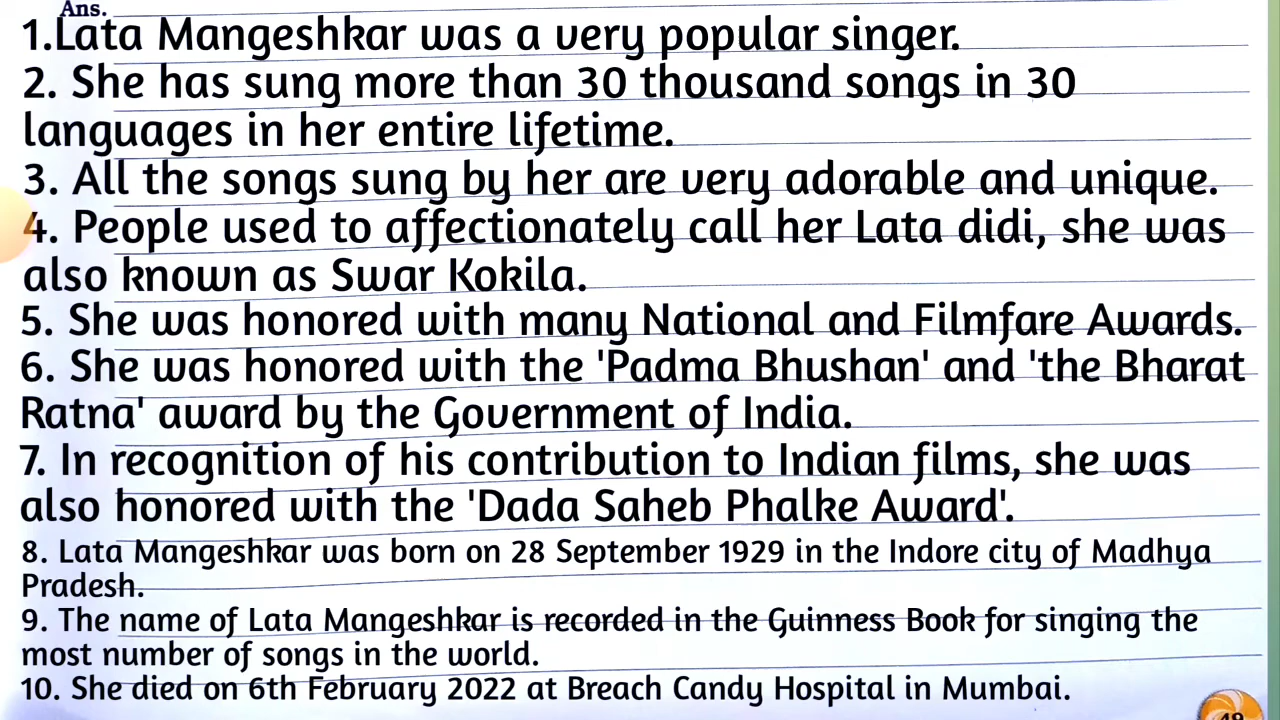 Ans.
1.Lata Mangeshkar was a very popular singer.
2. She has sung more than 30 thousand songs in 30
languages in her entire lifetime.
3. All the songs sung by her are very adorable and unique.
4. People used to affectionately call her Lata didi, she was
also known as Swar Kokila.
5. She was honored with many National and Filmfare Awards.
6. She was honored with the 'Padma Bhushan' and 'the Bharat
Ratna' award by the Government of India.
7. In recognition of his contribution to Indian films, she was
also honored with the 'Dada Saheb Phalke Award'.
8. Lata Mangeshkar was born on 28 September 1929 in the Indore city of Madhya
Pradesh.
9. The name of Lata Mangeshkar is recorded in the Guinness Book for singing the
most number of songs in the world.
10. She died on 6th February 2022 at Breach Candy Hospital in Mumbai.